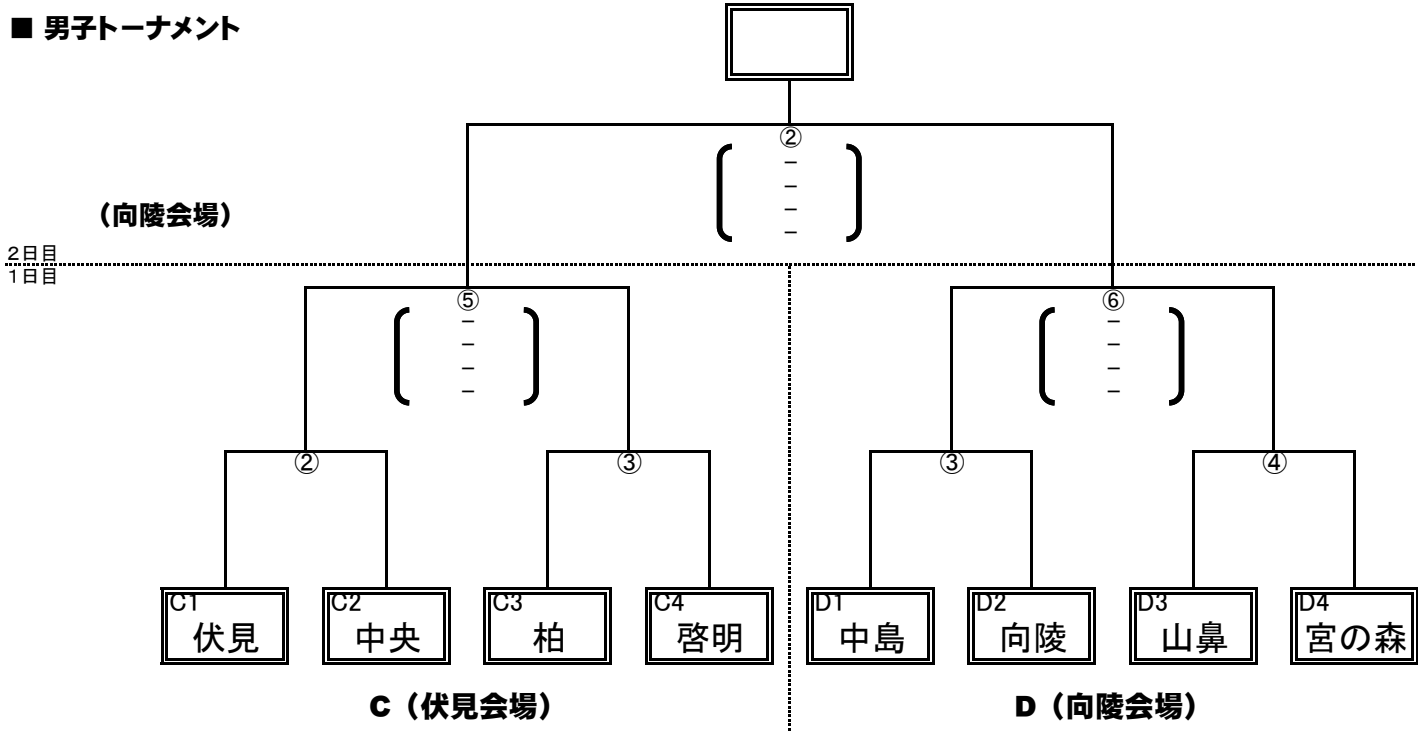 ■ 男子トーナメント
②
－
－
－
－
（向陵会場）
2日目
1日目
⑤
－
－
－
－
⑥
－
－
－
－
②
③
③
④
C1
伏見
C2
中央
C3
柏
C4
啓明
D1
中島
D2
向陵
D3
山鼻
D4
宮の森
C（伏見会場）
D（向陵会場）